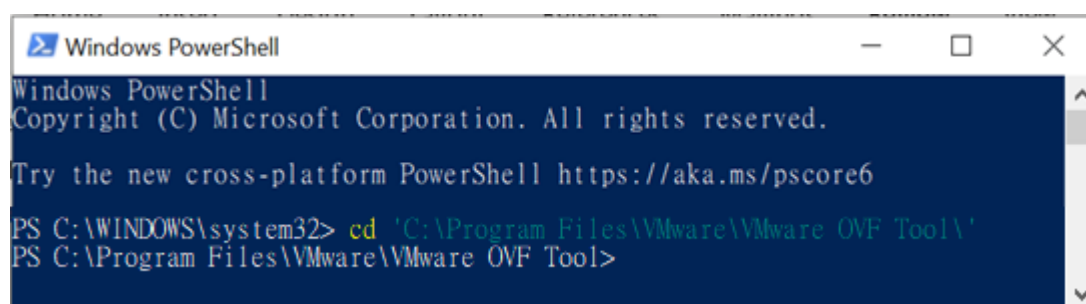 Windows PowerShell
Windows PowerShell
Copyright (C) Microsoft Corporation. All rights reserved.
Try the new cross-platform PowerShell https://aka.ms/pscore6
PS C:\WINDOWS\system32> cd 'C:\Program Files\VMware\VMware OVF Tool\'
PS C:\Program Files\VMware\VMware OVF Tool>